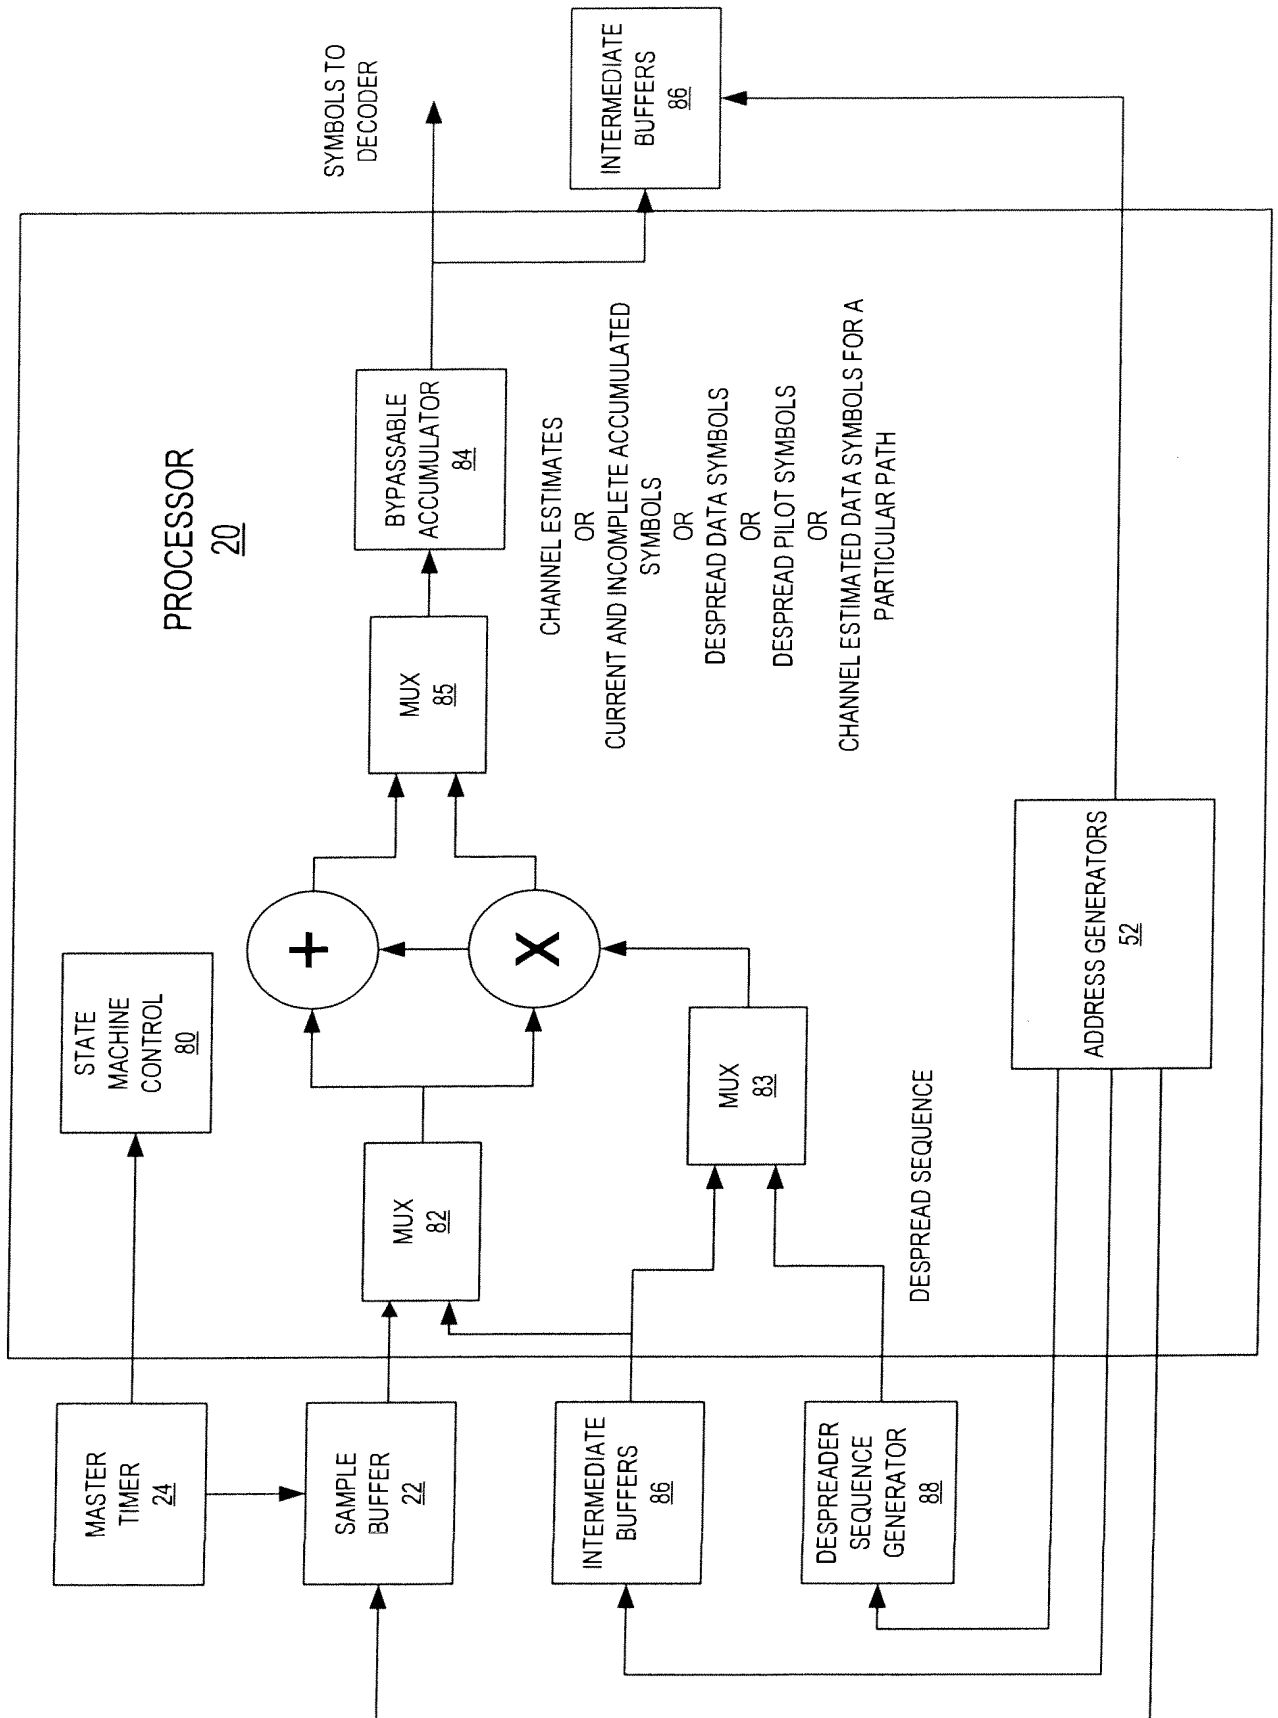 PROCESSOR
20
MASTER
TIMER
24
STATE
MACHINE
CONTROL
80
SAMPLE
BUFFER
22
MUX
82
+
X
MUX
85
BYPASSABLE
ACCUMULATOR
84
SYMBOLS TO
DECODER
INTERMEDIATE
BUFFERS
86
INTERMEDIATE
BUFFERS
86
MUX
83
CHANNEL ESTIMATES
OR
CURRENT AND INCOMPLETE ACCUMULATED
SYMBOLS
OR
DESPREAD DATA SYMBOLS
OR
DESPREAD PILOT SYMBOLS
OR
CHANNEL ESTIMATED DATA SYMBOLS FOR A
PARTICULAR PATH
DESPREADER
SEQUENCE
GENERATOR
88
DESPREAD SEQUENCE
ADDRESS GENERATORS
52